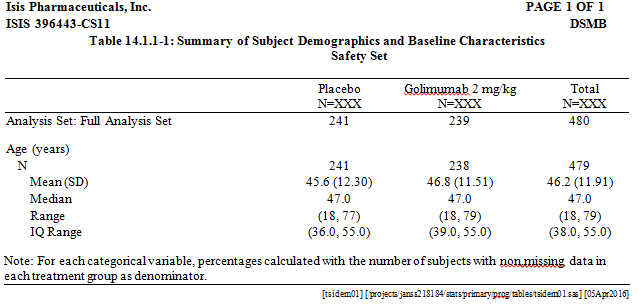 Isis Pharmaceuticals, Inc. PAGE 1 OF 1
ISIS 396443-CS11 DSMB
Table 14.1.1-1: Summary of Subject Demographics and Baseline Characteristics
Safety Set
Placebo Golimumab 2 mg/kg Total
N=XXX N=XXX N=XXX
Analysis Set: Full Analysis Set 241 239 480
Age (years)
N 241 238 479
Mean (SD) 45.6 (12.30) 46.8 (11.51) 46.2 (11.91)
Median 47.0 47.0 47.0
Range (18, 77) (18, 79) (18, 79)
IQ Range (36.0, 55.0) (39.0, 55.0) (38.0, 55.0)
Note: For each categorical variable, percentages calculated with the number of subjects with nonmissing data in
each treatment group as denominator.
[tsidem01] [/projects/janss218184/stats/primary/prog/tables/tsidem01.sas] [05Apr2016]